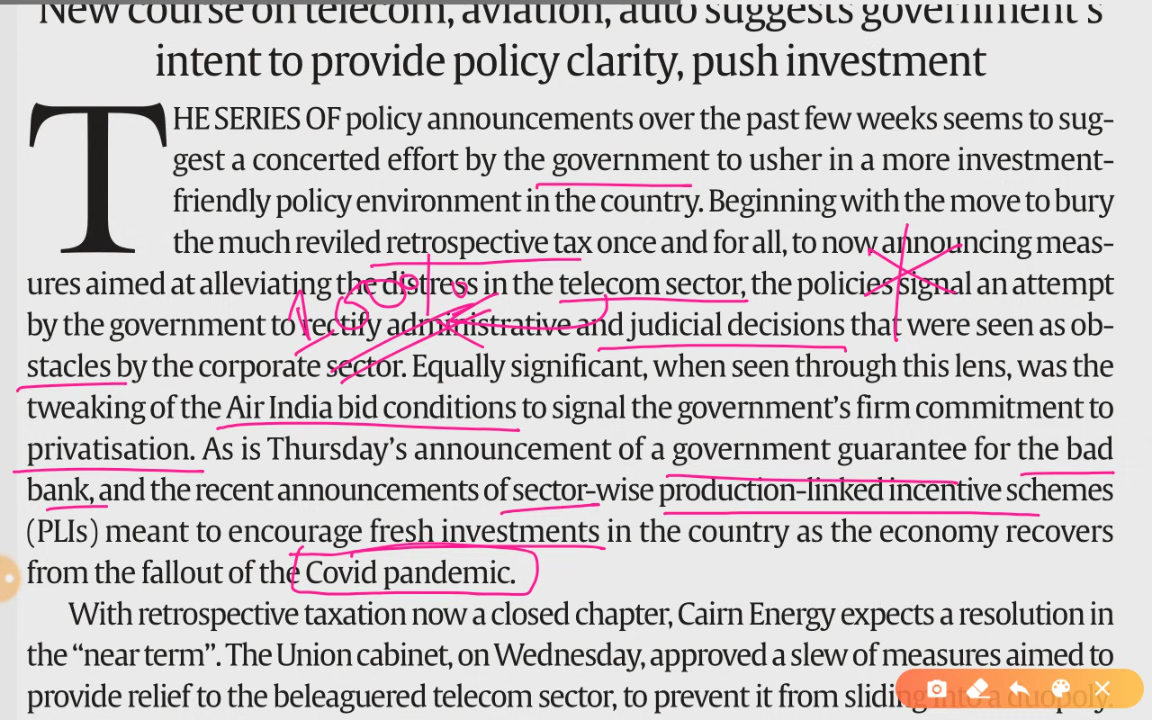 New course on telecom, aviation, auto suggests government's
intent to provide policy clarity, push investment
THE SERIES OF policy announcements over the past few weeks seems to sug-
gest a concerted effort by the government to usher in a more investment-
friendly policy environment in the country. Beginning with the move to bury
the much reviled retrospective tax once and for all, to now announcing meas-
ures aimed at alleviating the distress in the telecom sector, the policies signal an attempt
by the government to rectify administrative and judicial decisions that were seen as ob-
stacles by the corporate sector. Equally significant, when seen through this lens, was the
tweaking of the Air India bid conditions to signal the government's firm commitment to
privatisation. As is Thursday's announcement of a government guarantee for the bad
bank, and the recent announcements of sector-wise production-linked incentive schemes
(PLIs) meant to encourage fresh investments in the country as the economy recovers
from the fallout of the Covid pandemic.
With retrospective taxation now a closed chapter, Cairn Energy expects a resolution in
the “near term”. The Union cabinet, on Wednesday, approved a slew of measures aimed to
provide relief to the beleaguered telecom sector, to prevent it from sliding into a duopoly.